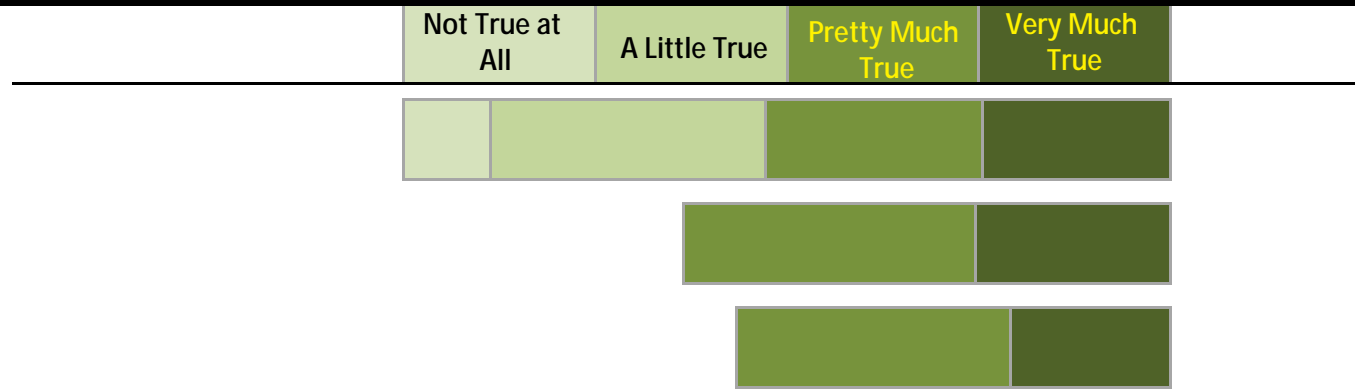 Not True at
All
A Little True
Pretty Much
True
Very Much
True